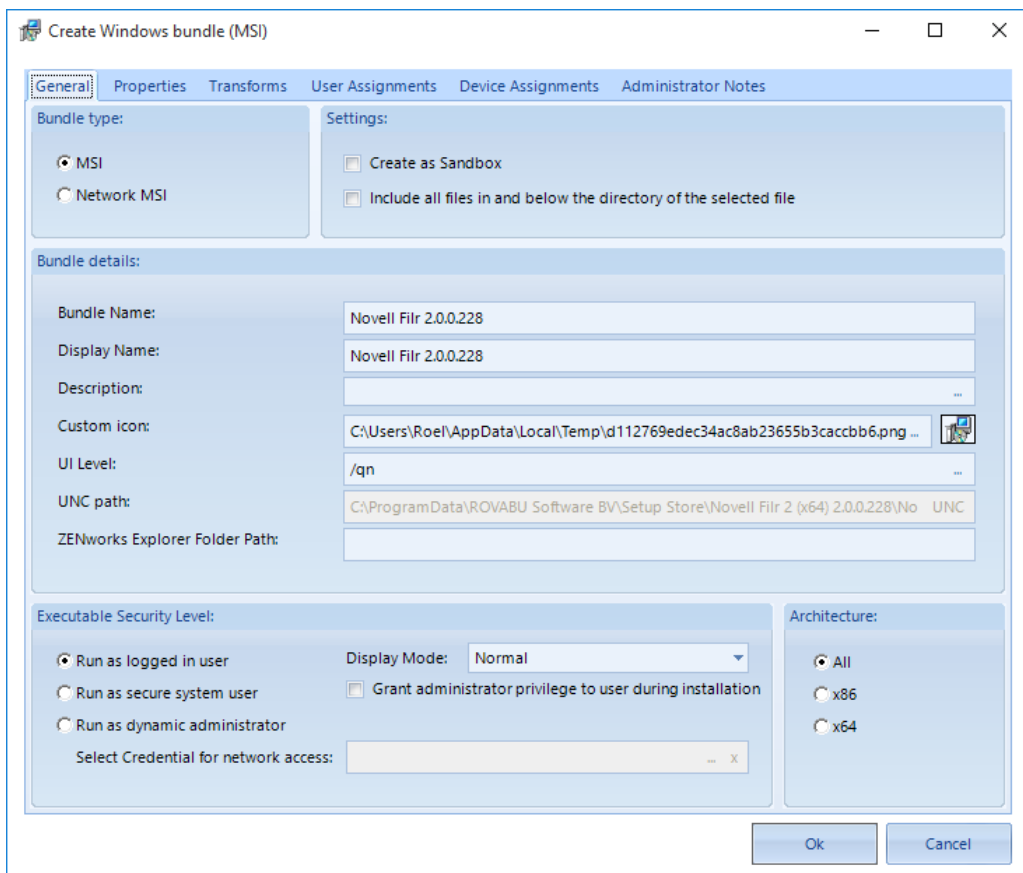 Create Windows bundle (MSI)
General Properties Transforms User Assignments Device Assignments Administrator Notes
Bundle type:
MSI
Network MSI
Settings:
Create as Sandbox
Include all files in and below the directory of the selected file
Bundle details:
Bundle Name: Novell Filr 2.0.0.228
Display Name: Novell Filr 2.0.0.228
Description: ...
Custom icon: C:\Users\Roel\AppData\Local\Temp\d112769edec34ac8ab23655b3caccbb6.png ...
UI Level: /qn ...
UNC path: C:\ProgramData\ROVABU Software BV\Setup Store\Novell Filr 2 (x64) 2.0.0.228\No UNC
ZENworks Explorer Folder Path:
Executable Security Level:
Run as logged in user
Run as secure system user
Run as dynamic administrator
Display Mode: Normal
Grant administrator privilege to user during installation
Select Credential for network access: ... x
Architecture:
All
x86
x64
Ok Cancel